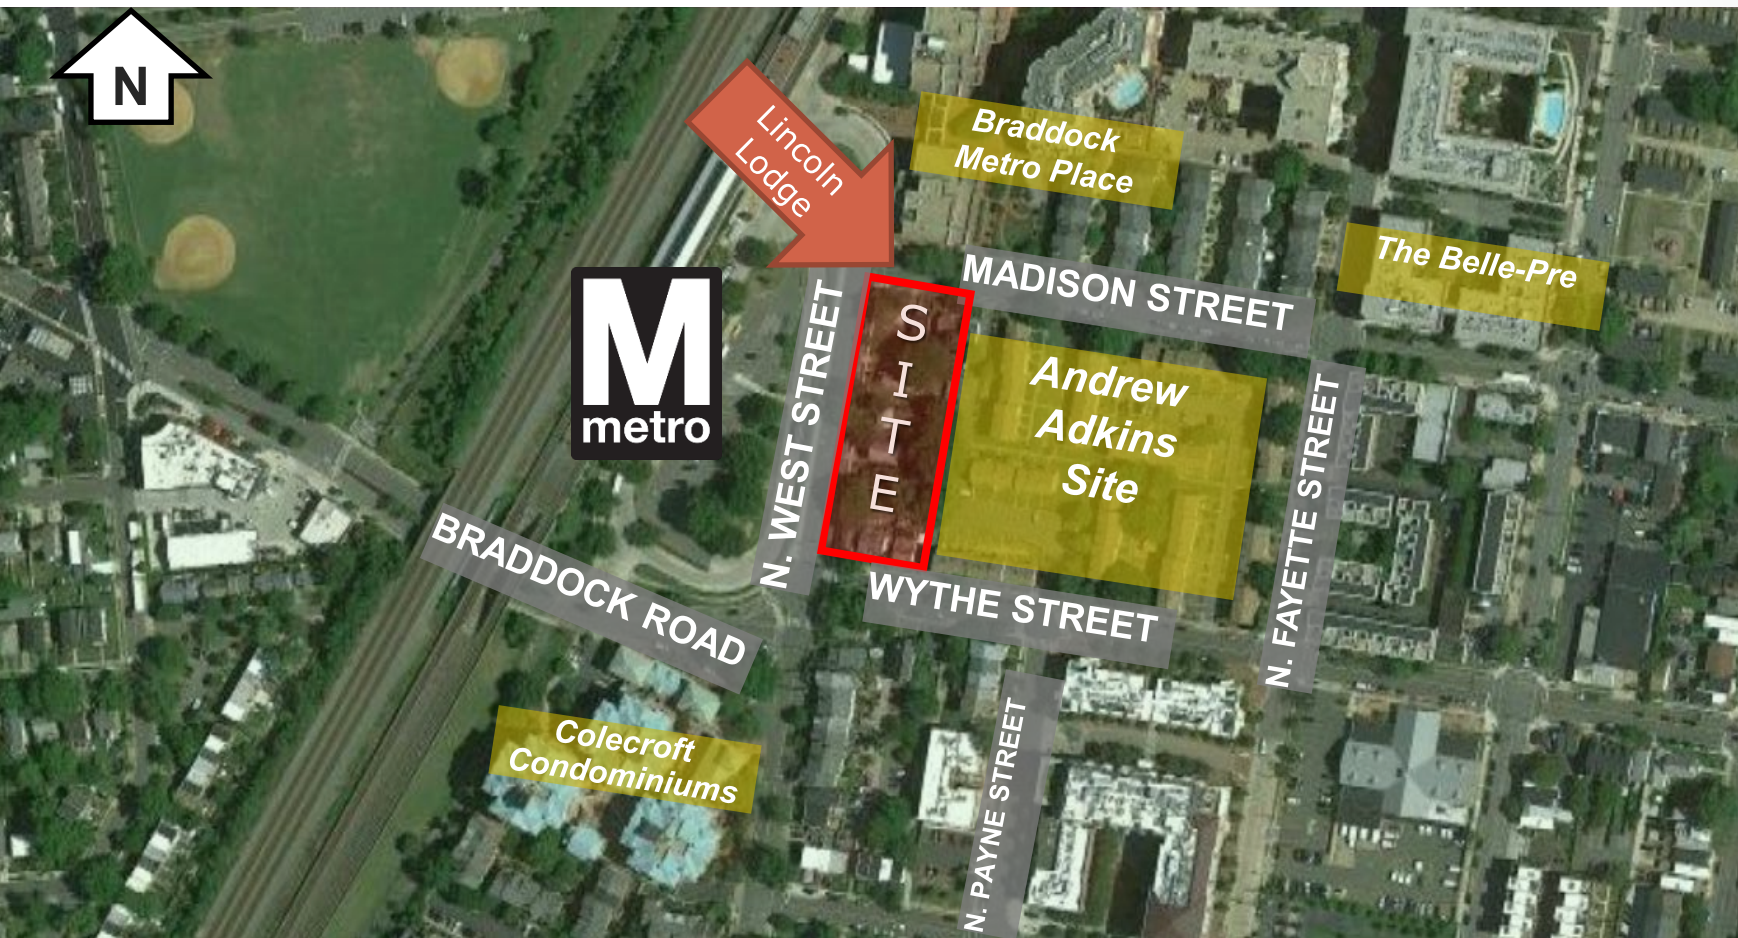 N
Lincoln
Lodge
Braddock
Metro Place
The Belle-Pre
MADISON STREET
M
metro
N. WEST STREET
S
I
T
E
Andrew
Adkins
Site
N. FAYETTE STREET
BRADDOCK ROAD
WYTHE STREET
Colecroft
Condominiums
N. PAYNE STREET